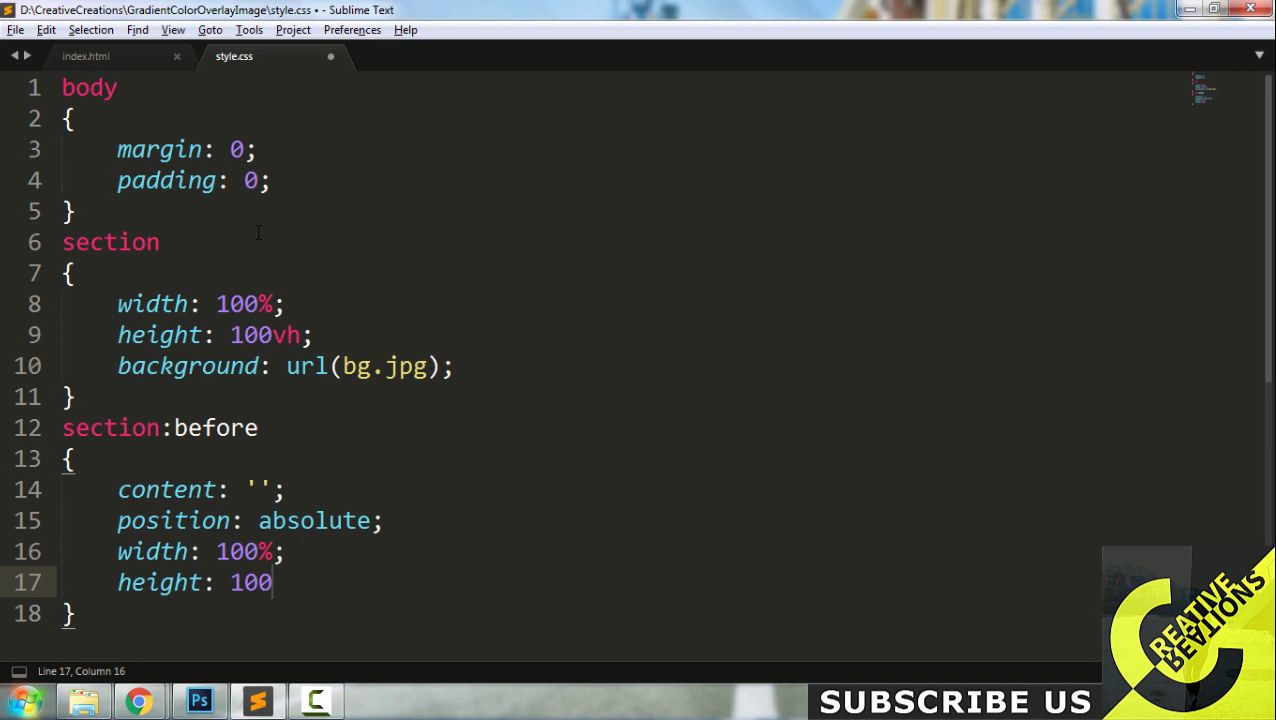 D:\CreativeCreations\GradientColorOverlayImage\style.css • - Sublime Text
File Edit Selection Find View Goto Tools Project Preferences Help
index.html style.css
1 body
2 {
3 margin: 0;
4 padding: 0;
5 }
6 section
7 {
8 width: 100%;
9 height: 100vh;
10 background: url(bg.jpg);
11 }
12 section:before
13 {
14 content: '';
15 position: absolute;
16 width: 100%;
17 height: 100
18 }
Line 17, Column 16
CREATIVE
CREATIONS
Ps
C
SUBSCRIBE US